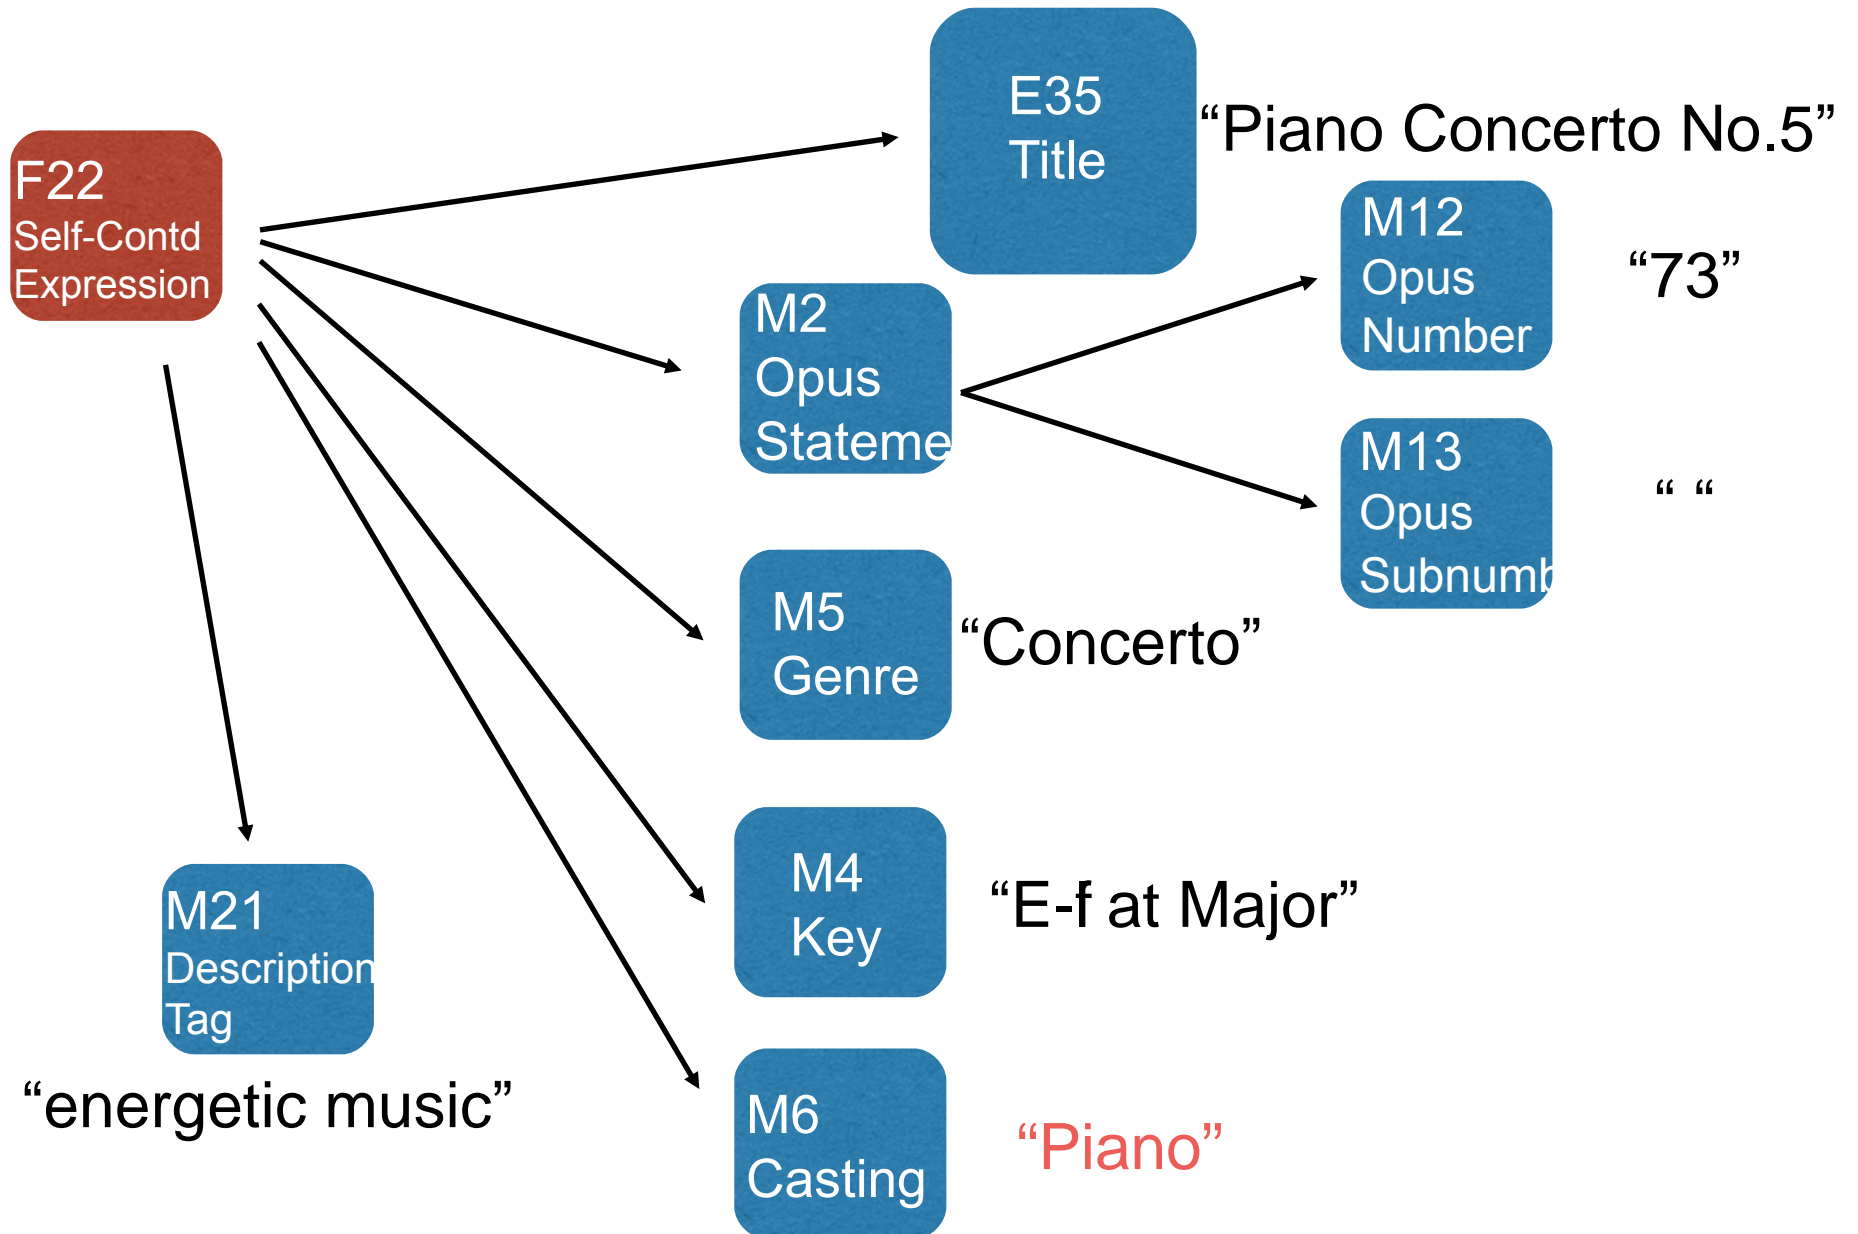 F22
Self-Contd
Expression
E35
Title
“Piano Concerto No.5”
M2
Opus
Stateme
M12
Opus
Number
“73”
M13
Opus
Subnumb
“ “
M5
Genre
“Concerto”
M4
Key
“E-f at Major”
M21
Description
Tag
“energetic music”
M6
Casting
“Piano”